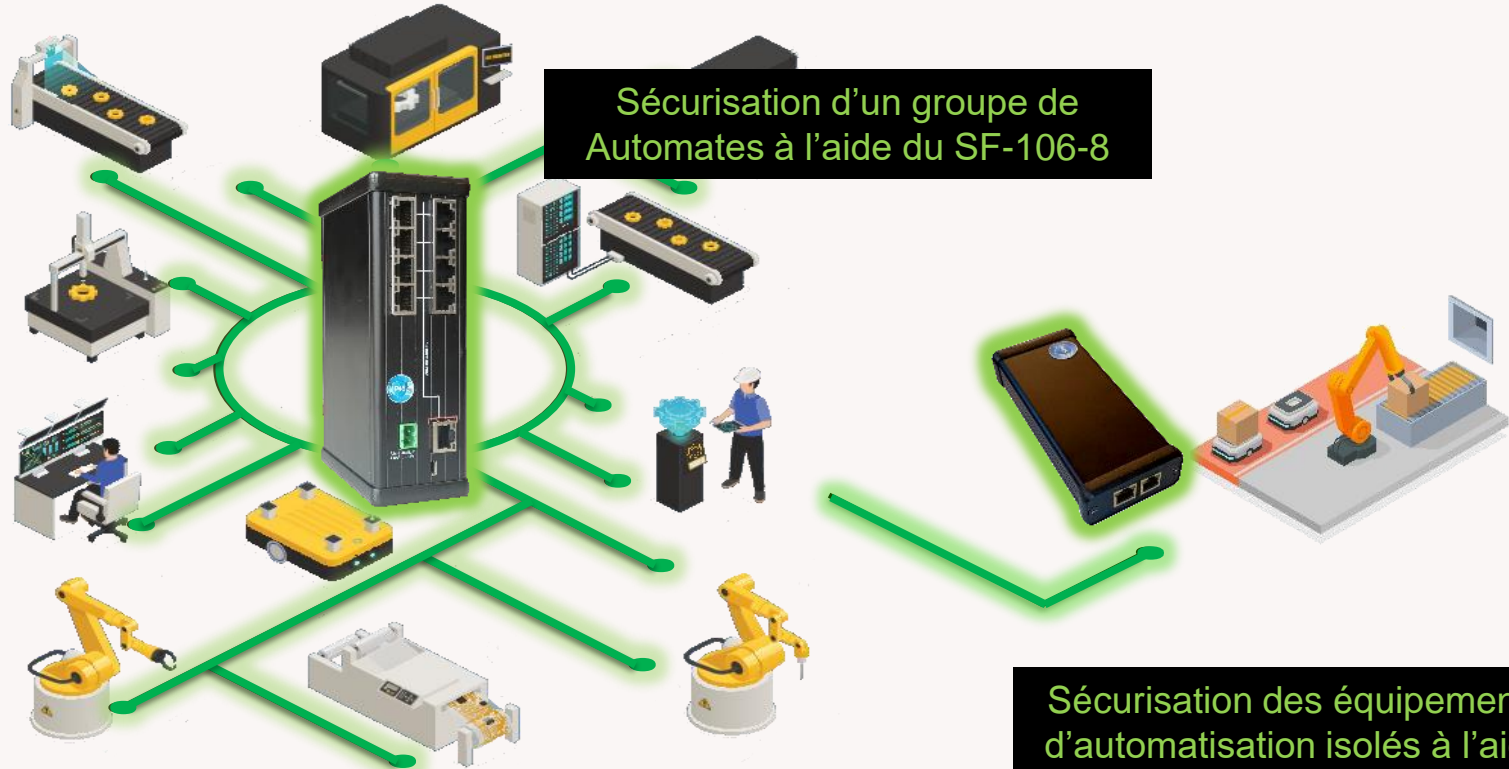 Sécurisation d’un groupe de
Automates à l’aide du SF-106-8
Sécurisation des équipemen
d’automatisation isolés à l’ai